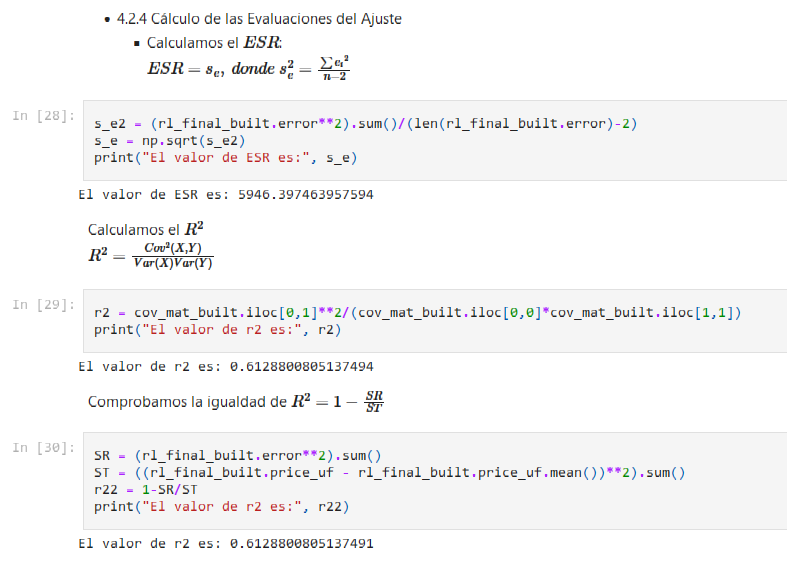 • 4.2.4 Cálculo de las Evaluaciones del Ajuste
▪ Calculamos el ESR:
ESR = s_e, donde s_e^2 = \frac{\sum e_i^2}{n-2}
In [28]:
s_e2 = (rl_final_built.error**2).sum()/(len(rl_final_built.error)-2)
s_e = np.sqrt(s_e2)
print("El valor de ESR es:", s_e)
El valor de ESR es: 5946.397463957594
Calculamos el R^2
R^2 = \frac{Cov^2(X,Y)}{Var(X)Var(Y)}
In [29]:
r2 = cov_mat_built.iloc[0,1]**2/(cov_mat_built.iloc[0,0]*cov_mat_built.iloc[1,1])
print("El valor de r2 es:", r2)
El valor de r2 es: 0.6128800805137494
Comprobamos la igualdad de R^2 = 1 − \frac{SR}{ST}
In [30]:
SR = (rl_final_built.error**2).sum()
ST = ((rl_final_built.price_uf - rl_final_built.price_uf.mean())**2).sum()
r22 = 1-SR/ST
print("El valor de r2 es:", r22)
El valor de r2 es: 0.6128800805137491